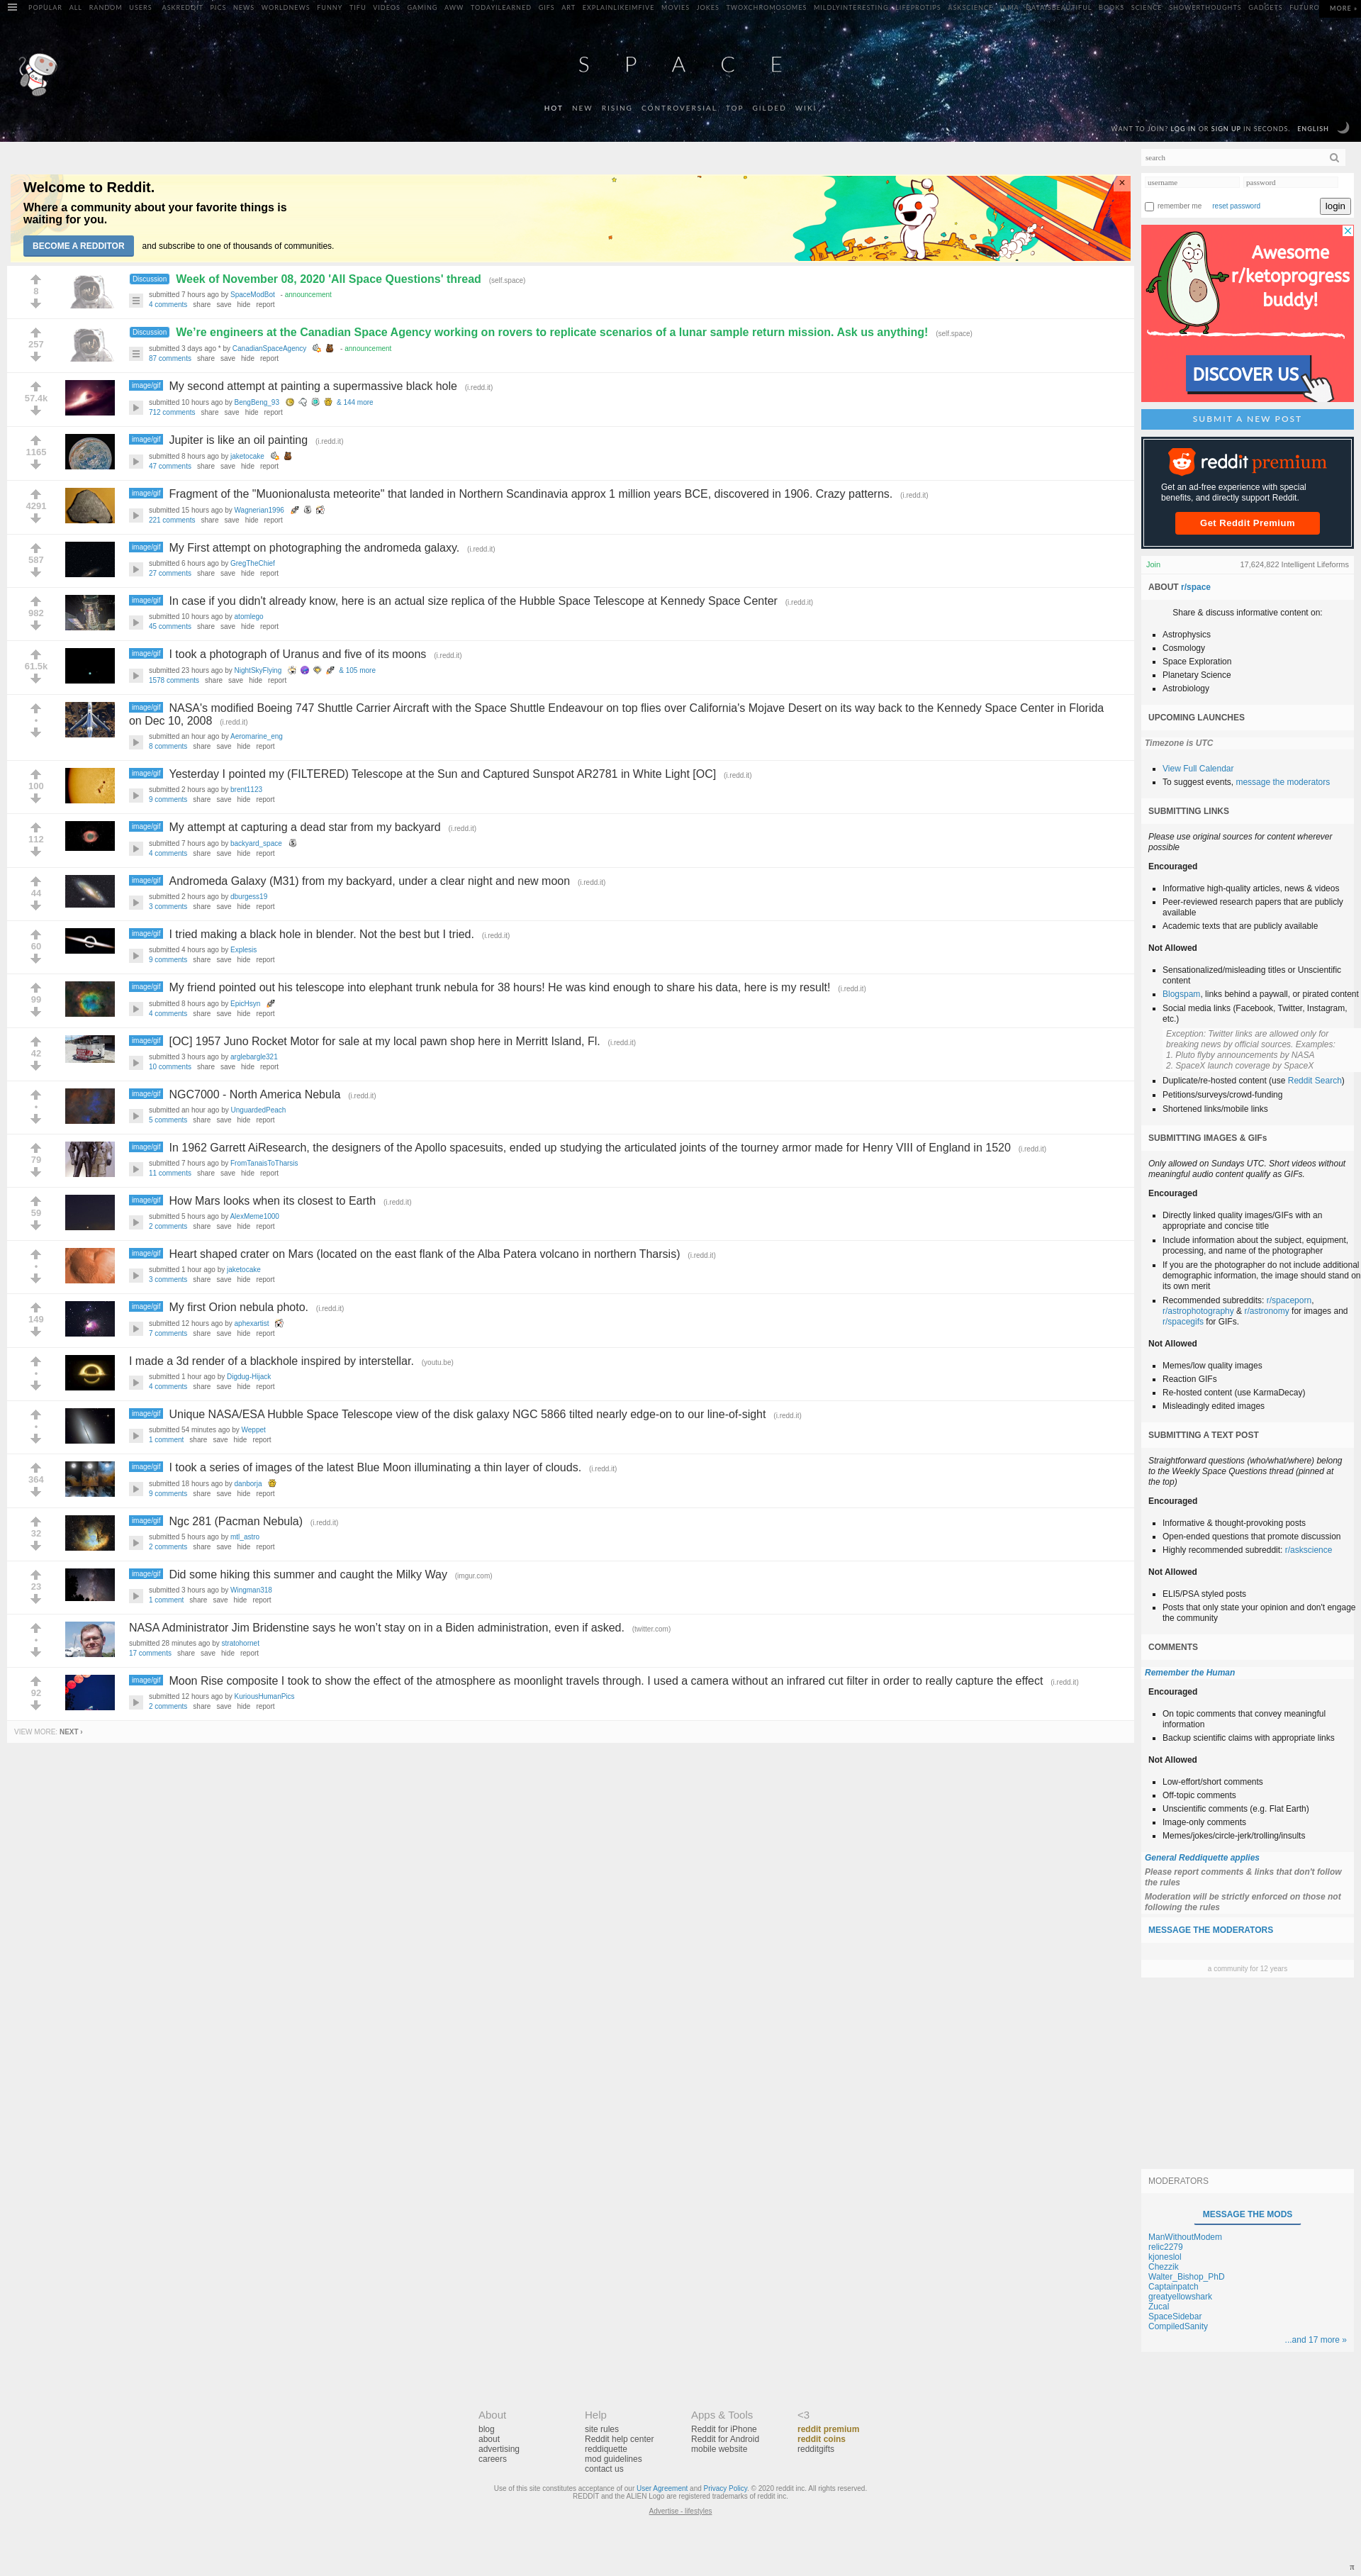 POPULAR ALL RANDOM USERS ASKREDDIT PICS NEWS WORLDNEWS FUNNY TIFU VIDEOS GAMING AWW TODAYILEARNED GIFS ART EXPLAINLIKEIMFIVE MOVIES JOKES TWOXCHROMOSOMES MILDLYINTERESTING LIFEPROTIPS ASKSCIENCE IAMA DATAISBEAUTIFUL BOOKS SCIENCE SHOWERTHOUGHTS GADGETS FUTURO MORE »
SPACE
HOT NEW RISING CONTROVERSIAL TOP GILDED WIKI
WANT TO JOIN? LOG IN OR SIGN UP IN SECONDS. ENGLISH
search
username password
remember me reset password login
Welcome to Reddit.
Where a community about your favorite things is
waiting for you.
BECOME A REDDITOR and subscribe to one of thousands of communities.
8
Discussion Week of November 08, 2020 'All Space Questions' thread (self.space)
submitted 7 hours ago by SpaceModBot - announcement
4 comments share save hide report
257
Discussion We're engineers at the Canadian Space Agency working on rovers to replicate scenarios of a lunar sample return mission. Ask us anything! (self.space)
submitted 3 days ago * by CanadianSpaceAgency - announcement
87 comments share save hide report
57.4k
image/gif My second attempt at painting a supermassive black hole (i.redd.it)
submitted 10 hours ago by BengBeng_93 & 144 more
712 comments share save hide report
1165
image/gif Jupiter is like an oil painting (i.redd.it)
submitted 8 hours ago by jaketocake
47 comments share save hide report
4291
image/gif Fragment of the "Muonionalusta meteorite" that landed in Northern Scandinavia approx 1 million years BCE, discovered in 1906. Crazy patterns. (i.redd.it)
submitted 15 hours ago by Wagnerian1996
221 comments share save hide report
587
image/gif My First attempt on photographing the andromeda galaxy. (i.redd.it)
submitted 6 hours ago by GregTheChief
27 comments share save hide report
982
image/gif In case if you didn't already know, here is an actual size replica of the Hubble Space Telescope at Kennedy Space Center (i.redd.it)
submitted 10 hours ago by atomlego
45 comments share save hide report
61.5k
image/gif I took a photograph of Uranus and five of its moons (i.redd.it)
submitted 23 hours ago by NightSkyFlying & 105 more
1578 comments share save hide report
•
image/gif NASA's modified Boeing 747 Shuttle Carrier Aircraft with the Space Shuttle Endeavour on top flies over California's Mojave Desert on its way back to the Kennedy Space Center in Florida
on Dec 10, 2008 (i.redd.it)
submitted an hour ago by Aeromarine_eng
8 comments share save hide report
100
image/gif Yesterday I pointed my (FILTERED) Telescope at the Sun and Captured Sunspot AR2781 in White Light [OC] (i.redd.it)
submitted 2 hours ago by brent1123
9 comments share save hide report
112
image/gif My attempt at capturing a dead star from my backyard (i.redd.it)
submitted 7 hours ago by backyard_space
4 comments share save hide report
44
image/gif Andromeda Galaxy (M31) from my backyard, under a clear night and new moon (i.redd.it)
submitted 2 hours ago by dburgess19
3 comments share save hide report
60
image/gif I tried making a black hole in blender. Not the best but I tried. (i.redd.it)
submitted 4 hours ago by Explesis
9 comments share save hide report
99
image/gif My friend pointed out his telescope into elephant trunk nebula for 38 hours! He was kind enough to share his data, here is my result! (i.redd.it)
submitted 8 hours ago by EpicHsyn
4 comments share save hide report
42
image/gif [OC] 1957 Juno Rocket Motor for sale at my local pawn shop here in Merritt Island, Fl. (i.redd.it)
submitted 3 hours ago by arglebargle321
10 comments share save hide report
•
image/gif NGC7000 - North America Nebula (i.redd.it)
submitted an hour ago by UnguardedPeach
5 comments share save hide report
79
image/gif In 1962 Garrett AiResearch, the designers of the Apollo spacesuits, ended up studying the articulated joints of the tourney armor made for Henry VIII of England in 1520 (i.redd.it)
submitted 7 hours ago by FromTanaisToTharsis
11 comments share save hide report
59
image/gif How Mars looks when its closest to Earth (i.redd.it)
submitted 5 hours ago by AlexMeme1000
2 comments share save hide report
•
image/gif Heart shaped crater on Mars (located on the east flank of the Alba Patera volcano in northern Tharsis) (i.redd.it)
submitted 1 hour ago by jaketocake
3 comments share save hide report
149
image/gif My first Orion nebula photo. (i.redd.it)
submitted 12 hours ago by aphexartist
7 comments share save hide report
•
I made a 3d render of a blackhole inspired by interstellar. (youtu.be)
submitted 1 hour ago by Digdug-Hijack
4 comments share save hide report
•
image/gif Unique NASA/ESA Hubble Space Telescope view of the disk galaxy NGC 5866 tilted nearly edge-on to our line-of-sight (i.redd.it)
submitted 54 minutes ago by Weppet
1 comment share save hide report
364
image/gif I took a series of images of the latest Blue Moon illuminating a thin layer of clouds. (i.redd.it)
submitted 18 hours ago by danborja
9 comments share save hide report
32
image/gif Ngc 281 (Pacman Nebula) (i.redd.it)
submitted 5 hours ago by mtl_astro
2 comments share save hide report
23
image/gif Did some hiking this summer and caught the Milky Way (imgur.com)
submitted 3 hours ago by Wingman318
1 comment share save hide report
•
NASA Administrator Jim Bridenstine says he won't stay on in a Biden administration, even if asked. (twitter.com)
submitted 28 minutes ago by stratohornet
17 comments share save hide report
92
image/gif Moon Rise composite I took to show the effect of the atmosphere as moonlight travels through. I used a camera without an infrared cut filter in order to really capture the effect (i.redd.it)
submitted 12 hours ago by KuriousHumanPics
2 comments share save hide report
VIEW MORE: NEXT ›
Awesome
r/ketoprogress
buddy!
DISCOVER US
SUBMIT A NEW POST
reddit premium
Get an ad-free experience with special
benefits, and directly support Reddit.
Get Reddit Premium
Join 17,624,822 Intelligent Lifeforms
ABOUT r/space
Share & discuss informative content on:
Astrophysics
Cosmology
Space Exploration
Planetary Science
Astrobiology
UPCOMING LAUNCHES
Timezone is UTC
View Full Calendar
To suggest events, message the moderators
SUBMITTING LINKS
Please use original sources for content wherever
possible
Encouraged
Informative high-quality articles, news & videos
Peer-reviewed research papers that are publicly
available
Academic texts that are publicly available
Not Allowed
Sensationalized/misleading titles or Unscientific
content
Blogspam, links behind a paywall, or pirated content
Social media links (Facebook, Twitter, Instagram,
etc.)
Exception: Twitter links are allowed only for
breaking news by official sources. Examples:
1. Pluto flyby announcements by NASA
2. SpaceX launch coverage by SpaceX
Duplicate/re-hosted content (use Reddit Search)
Petitions/surveys/crowd-funding
Shortened links/mobile links
SUBMITTING IMAGES & GIFs
Only allowed on Sundays UTC. Short videos without
meaningful audio content qualify as GIFs.
Encouraged
Directly linked quality images/GIFs with an
appropriate and concise title
Include information about the subject, equipment,
processing, and name of the photographer
If you are the photographer do not include additional
demographic information, the image should stand on
its own merit
Recommended subreddits: r/spaceporn,
r/astrophotography & r/astronomy for images and
r/spacegifs for GIFs.
Not Allowed
Memes/low quality images
Reaction GIFs
Re-hosted content (use KarmaDecay)
Misleadingly edited images
SUBMITTING A TEXT POST
Straightforward questions (who/what/where) belong
to the Weekly Space Questions thread (pinned at
the top)
Encouraged
Informative & thought-provoking posts
Open-ended questions that promote discussion
Highly recommended subreddit: r/askscience
Not Allowed
ELI5/PSA styled posts
Posts that only state your opinion and don't engage
the community
COMMENTS
Remember the Human
Encouraged
On topic comments that convey meaningful
information
Backup scientific claims with appropriate links
Not Allowed
Low-effort/short comments
Off-topic comments
Unscientific comments (e.g. Flat Earth)
Image-only comments
Memes/jokes/circle-jerk/trolling/insults
General Reddiquette applies
Please report comments & links that don't follow
the rules
Moderation will be strictly enforced on those not
following the rules
MESSAGE THE MODERATORS
a community for 12 years
MODERATORS
MESSAGE THE MODS
ManWithoutModem
relic2279
kjoneslol
Chezzik
Walter_Bishop_PhD
Captainpatch
greatyellowshark
Zucal
SpaceSidebar
CompiledSanity
...and 17 more »
About
blog
about
advertising
careers
Help
site rules
Reddit help center
reddiquette
mod guidelines
contact us
Apps & Tools
Reddit for iPhone
Reddit for Android
mobile website
<3
reddit premium
reddit coins
redditgifts
Use of this site constitutes acceptance of our User Agreement and Privacy Policy. © 2020 reddit inc. All rights reserved.
REDDIT and the ALIEN Logo are registered trademarks of reddit inc.
Advertise - lifestyles
π